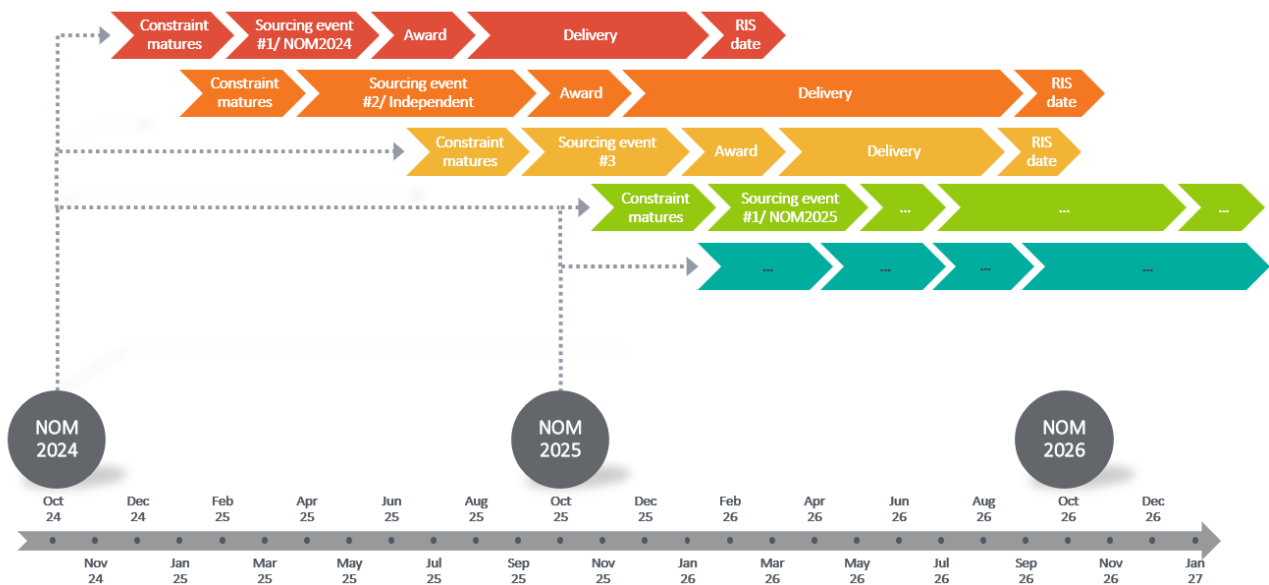 Constraint
matures
Sourcing event
#1/ NOM2024
Award
Delivery
RIS
date
Constraint
matures
Sourcing event
#2/ Independent
Award
Delivery
RIS
date
Constraint
matures
Sourcing event
#3
Award
Delivery
RIS
date
Constraint
matures
Sourcing event
#1/ NOM2025
...
...
...
...
...
...
...
NOM
2024
NOM
2025
NOM
2026
Oct
24
Dec
24
Feb
25
Apr
25
Jun
25
Aug
25
Oct
25
Dec
25
Feb
26
Apr
26
Jun
26
Aug
26
Oct
26
Dec
26
Nov
24
Jan
25
Mar
25
May
25
Jul
25
Sep
25
Nov
25
Jan
26
Mar
26
May
26
Jul
26
Sep
26
Nov
26
Jan
27